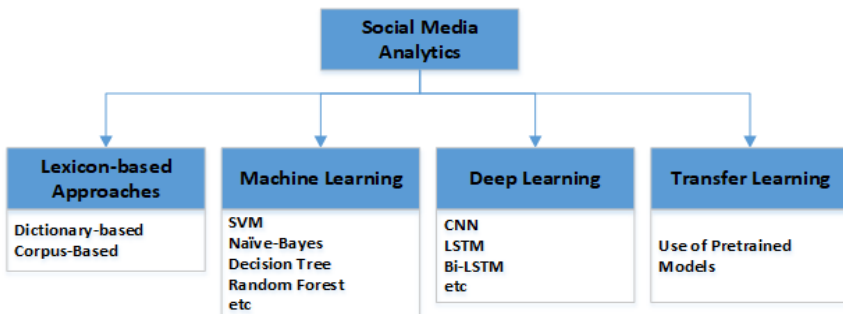 Social Media
Analytics
Lexicon-based
Approaches
Dictionary-based
Corpus-Based
Machine Learning
SVM
Naïve-Bayes
Decision Tree
Random Forest
etc
Deep Learning
CNN
LSTM
Bi-LSTM
etc
Transfer Learning
Use of Pretrained
Models